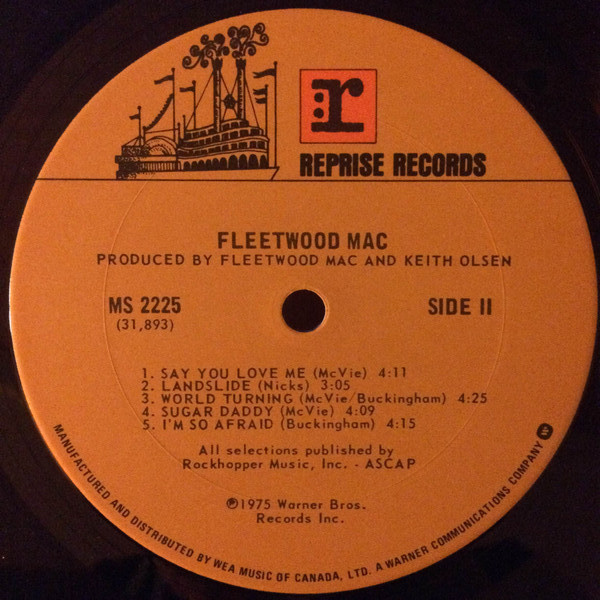 r
REPRISE RECORDS
FLEETWOOD MAC
PRODUCED BY FLEETWOOD MAC AND KEITH OLSEN
MS 2225
(31,893)
SIDE II
1. SAY YOU LOVE ME (McVie) 4:11
2. LANDSLIDE (Nicks) 3:05
3. WORLD TURNING (McVie/Buckingham) 4:25
4. SUGAR DADDY (McVie) 4:09
5. I'M SO AFRAID (Buckingham) 4:15
All selections published by
Rockhopper Music, Inc. - ASCAP
℗1975 Warner Bros.
Records Inc.
MANUFACTURED AND DISTRIBUTED BY WEA MUSIC OF CANADA, LTD. A WARNER COMMUNICATIONS COMPANY